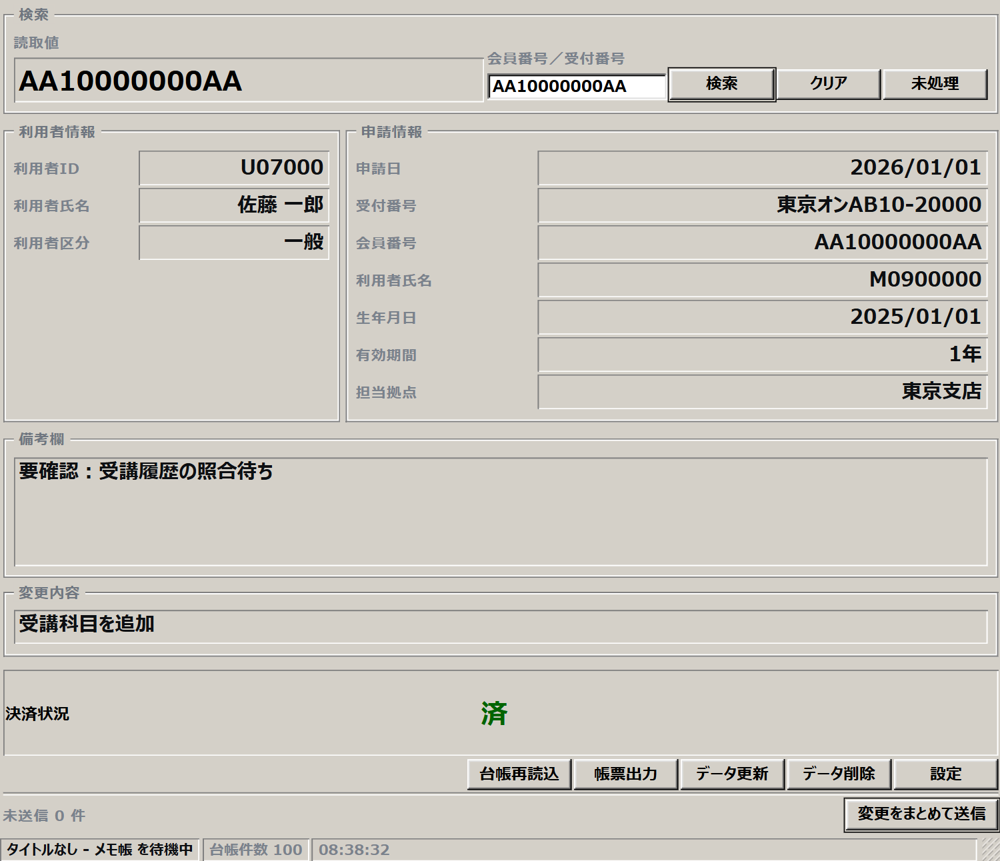 検索
読取値
AA10000000AA
会員番号／受付番号
AA10000000AA
検索
クリア
未処理
利用者情報
利用者ID
U07000
利用者氏名
佐藤 一郎
利用者区分
一般
申請情報
申請日
2026/01/01
受付番号
東京オンAB10-20000
会員番号
AA10000000AA
利用者氏名
M0900000
生年月日
2025/01/01
有効期間
1年
担当拠点
東京支店
備考欄
要確認：受講履歴の照合待ち
変更内容
受講科目を追加
決済状況
済
台帳再読込
帳票出力
データ更新
データ削除
設定
未送信 0 件
変更をまとめて送信
タイトルなし - メモ帳 を待機中
台帳件数 100
08:38:32